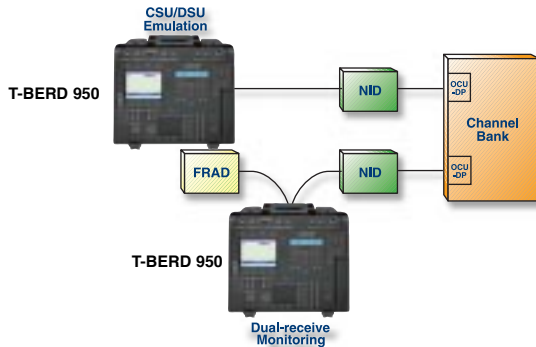 CSU/DSU
Emulation
T-BERD 950
NID
OCU
-DP
Channel
Bank
FRAD
NID
OCU
-DP
T-BERD 950
Dual-receive
Monitoring